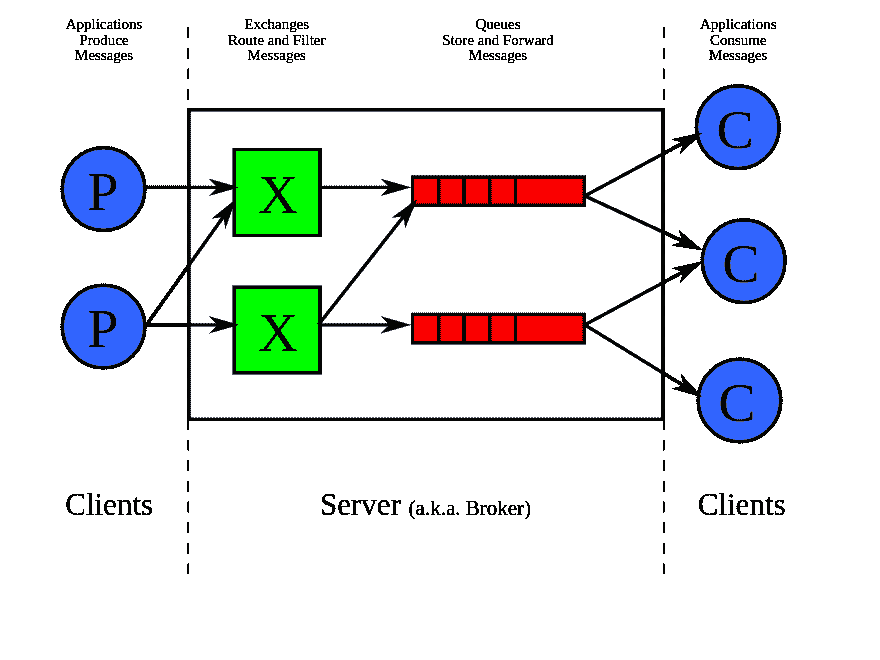 Applications
Produce
Messages
Exchanges
Route and Filter
Messages
Queues
Store and Forward
Messages
Applications
Consume
Messages
P
P
X
X
C
C
C
Clients
Server (a.k.a. Broker)
Clients